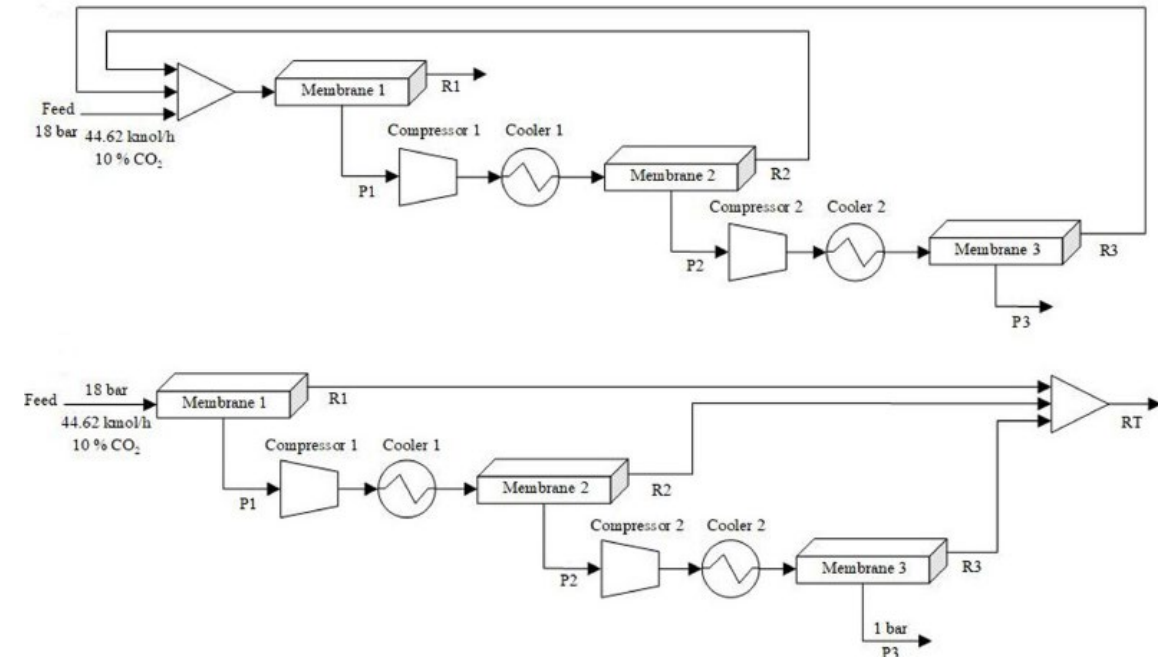 Membrane 1
R1
Feed
18 bar
44.62 kmol/h
10 % CO₂
Compressor 1
Cooler 1
P1
Membrane 2
R2
Compressor 2
Cooler 2
P2
Membrane 3
R3
P3
Feed
18 bar
44.62 kmol/h
10 % CO₂
Membrane 1
R1
RT
Compressor 1
Cooler 1
P1
Membrane 2
R2
Compressor 2
Cooler 2
P2
Membrane 3
R3
1 bar
P3